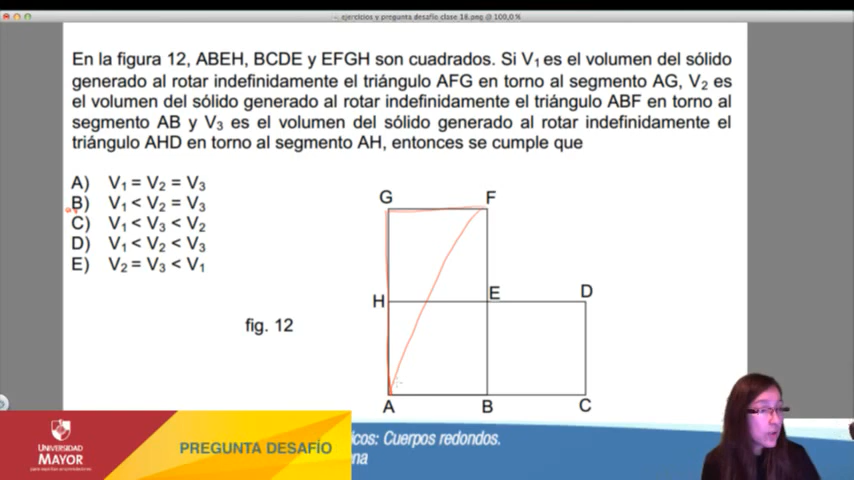 ejercicios y pregunta desafío clase 16.png @ 100,0 %
En la figura 12, ABEH, BCDE y EFGH son cuadrados. Si V₁ es el volumen del sólido
generado al rotar indefinidamente el triángulo AFG en torno al segmento AG, V₂ es
el volumen del sólido generado al rotar indefinidamente el triángulo ABF en torno al
segmento AB y V₃ es el volumen del sólido generado al rotar indefinidamente el
triángulo AHD en torno al segmento AH, entonces se cumple que
A) V₁ = V₂ = V₃
B) V₁ < V₂ = V₃
C) V₁ < V₃ < V₂
D) V₁ < V₂ < V₃
E) V₂ = V₃ < V₁
G F
H E D
fig. 12
A B C
UNIVERSIDAD
MAYOR
PREGUNTA DESAFÍO
icos: Cuerpos redondos.
ena